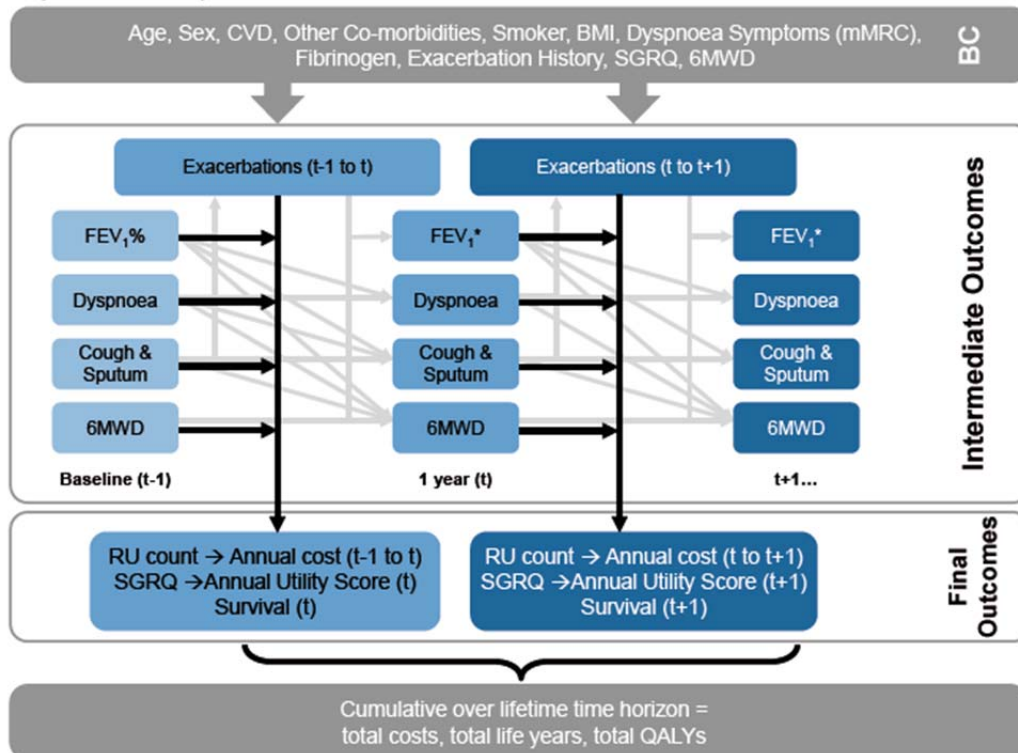 Age, Sex, CVD, Other Co-morbidities, Smoker, BMI, Dyspnoea Symptoms (mMRC),
Fibrinogen, Exacerbation History, SGRQ, 6MWD
BC
Exacerbations (t-1 to t)
Exacerbations (t to t+1)
FEV₁%
FEV₁*
FEV₁*
Dyspnoea
Dyspnoea
Dyspnoea
Cough &
Sputum
Cough &
Sputum
Cough &
Sputum
6MWD
6MWD
6MWD
Baseline (t-1)
1 year (t)
t+1...
Intermediate Outcomes
RU count → Annual cost (t-1 to t)
SGRQ →Annual Utility Score (t)
Survival (t)
RU count → Annual cost (t to t+1)
SGRQ →Annual Utility Score (t+1)
Survival (t+1)
Final
Outcomes
Cumulative over lifetime time horizon =
total costs, total life years, total QALYs